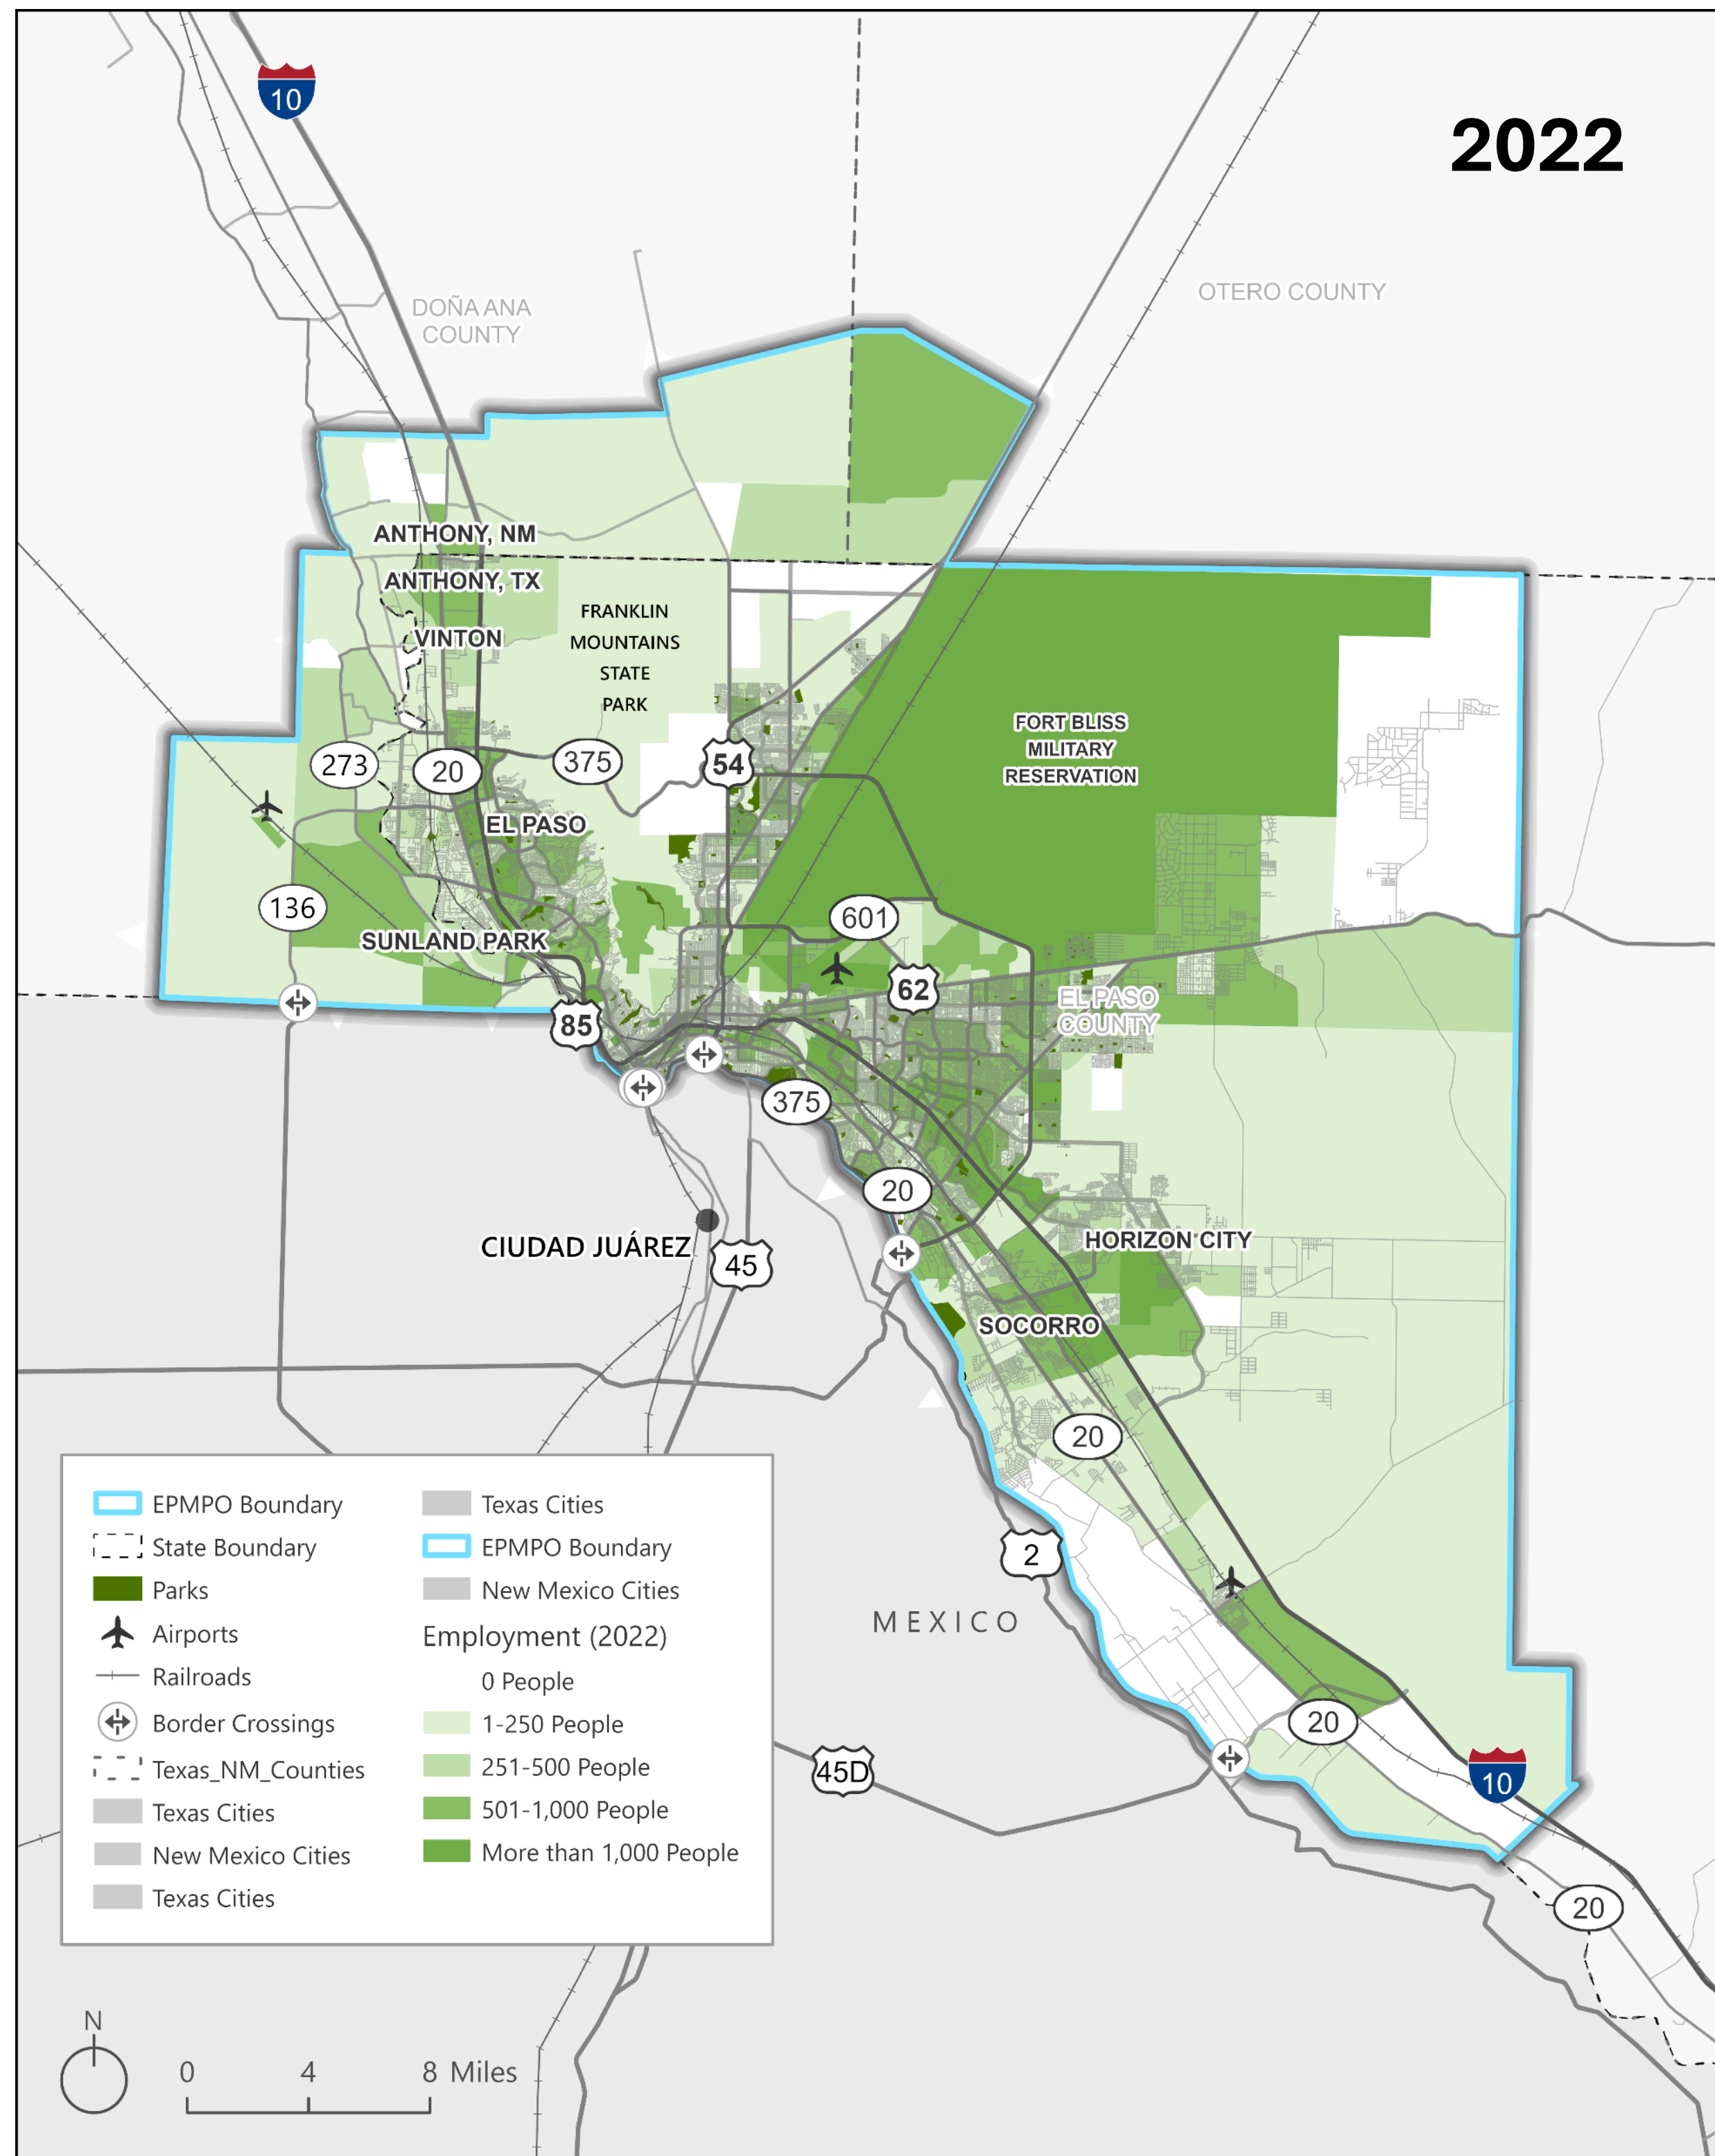 10
2022
DOÑA ANA
COUNTY
OTERO COUNTY
ANTHONY, NM
ANTHONY, TX
VINTON
FRANKLIN
MOUNTAINS
STATE
PARK
FORT BLISS
MILITARY
RESERVATION
273
20
375
54
EL PASO
136
601
SUNLAND PARK
62
EL PASO
COUNTY
85
375
20
CIUDAD JUÁREZ
45
HORIZON CITY
SOCORRO
20
2
MEXICO
20
45D
10
20
EPMPO Boundary
State Boundary
Parks
Airports
Railroads
Border Crossings
Texas_NM_Counties
Texas Cities
New Mexico Cities
Texas Cities
Texas Cities
EPMPO Boundary
New Mexico Cities
Employment (2022)
0 People
1-250 People
251-500 People
501-1,000 People
More than 1,000 People
N
0 4 8 Miles